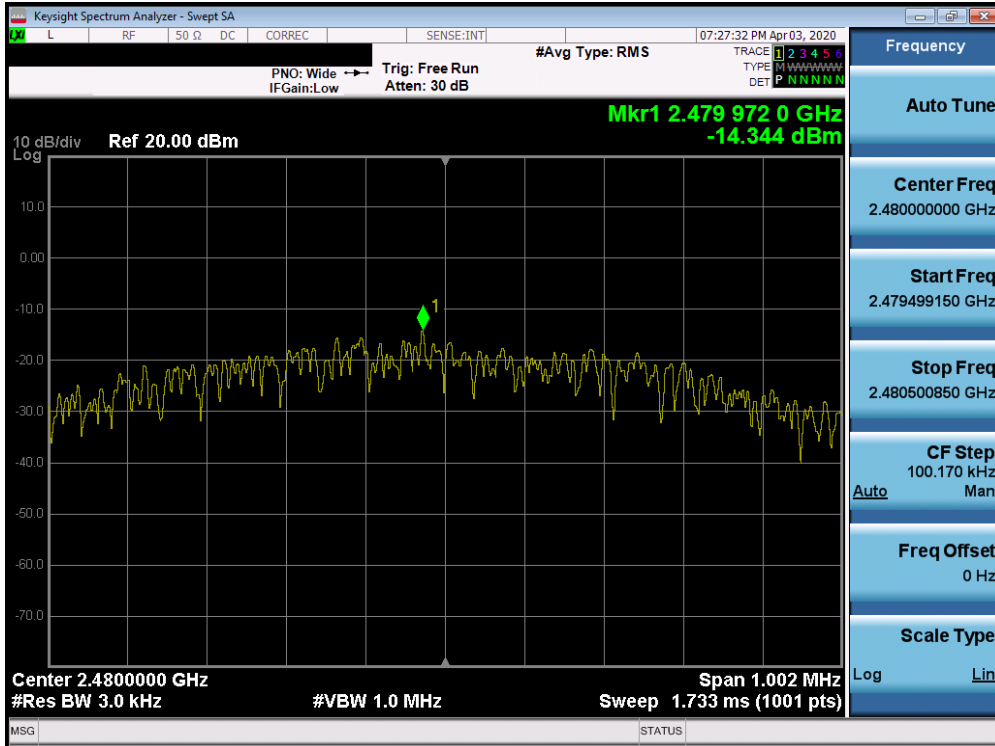 Keysight Spectrum Analyzer - Swept SA
LXI L RF 50 Ω DC CORREC SENSE:INT 07:27:32 PM Apr 03, 2020
#Avg Type: RMS TRACE 1 2 3 4 5 6
PNO: Wide Trig: Free Run TYPE M WWWWW
IFGain:Low Atten: 30 dB DET P N N N N N
Mkr1 2.479 972 0 GHz
-14.344 dBm
10 dB/div Ref 20.00 dBm
Log
10.0
0.00
-10.0
1
-20.0
-30.0
-40.0
-50.0
-60.0
-70.0
Center 2.4800000 GHz Span 1.002 MHz
#Res BW 3.0 kHz #VBW 1.0 MHz Sweep 1.733 ms (1001 pts)
MSG STATUS
Frequency
Auto Tune
Center Freq
2.480000000 GHz
Start Freq
2.479499150 GHz
Stop Freq
2.480500850 GHz
CF Step
100.170 kHz
Auto Man
Freq Offset
0 Hz
Scale Type
Log Lin